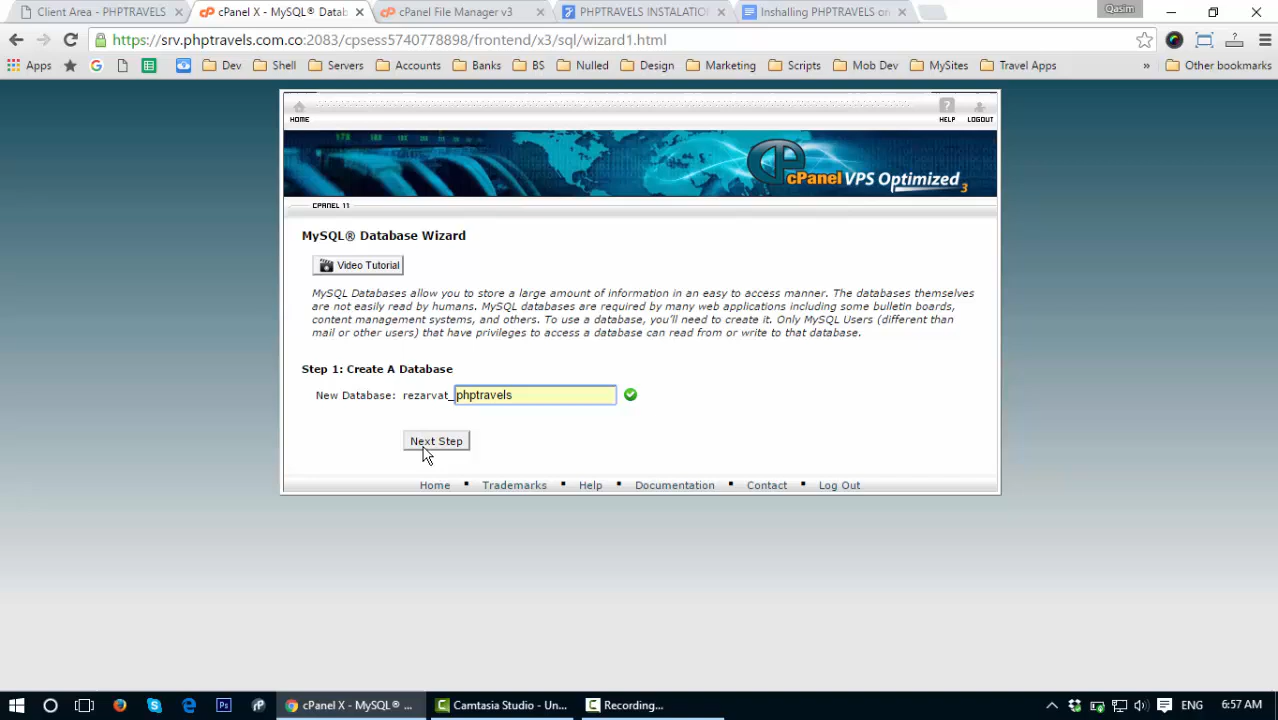 Client Area - PHPTRAVELS
cPanel X - MySQL® Datab
cPanel File Manager v3
PHPTRAVELS INSTALATIO
Inshalling PHPTRAVELS on
Qasim
https://srv.phptravels.com.co:2083/cpsess5740778898/frontend/x3/sql/wizard1.html
Apps Dev Shell Servers Accounts Banks BS Nulled Design Marketing Scripts Mob Dev MySites Travel Apps » Other bookmarks
HOME HELP LOGOUT
cPanel VPS Optimized 3
CPANEL 11
MySQL® Database Wizard
Video Tutorial
MySQL Databases allow you to store a large amount of information in an easy to access manner. The databases themselves
are not easily read by humans. MySQL databases are required by many web applications including some bulletin boards,
content management systems, and others. To use a database, you'll need to create it. Only MySQL Users (different than
mail or other users) that have privileges to access a database can read from or write to that database.
Step 1: Create A Database
New Database: rezarvat_phptravels
Next Step
Home ▪ Trademarks ▪ Help ▪ Documentation ▪ Contact ▪ Log Out
cPanel X - MySQL® ... Camtasia Studio - Un... Recording... ENG 6:57 AM